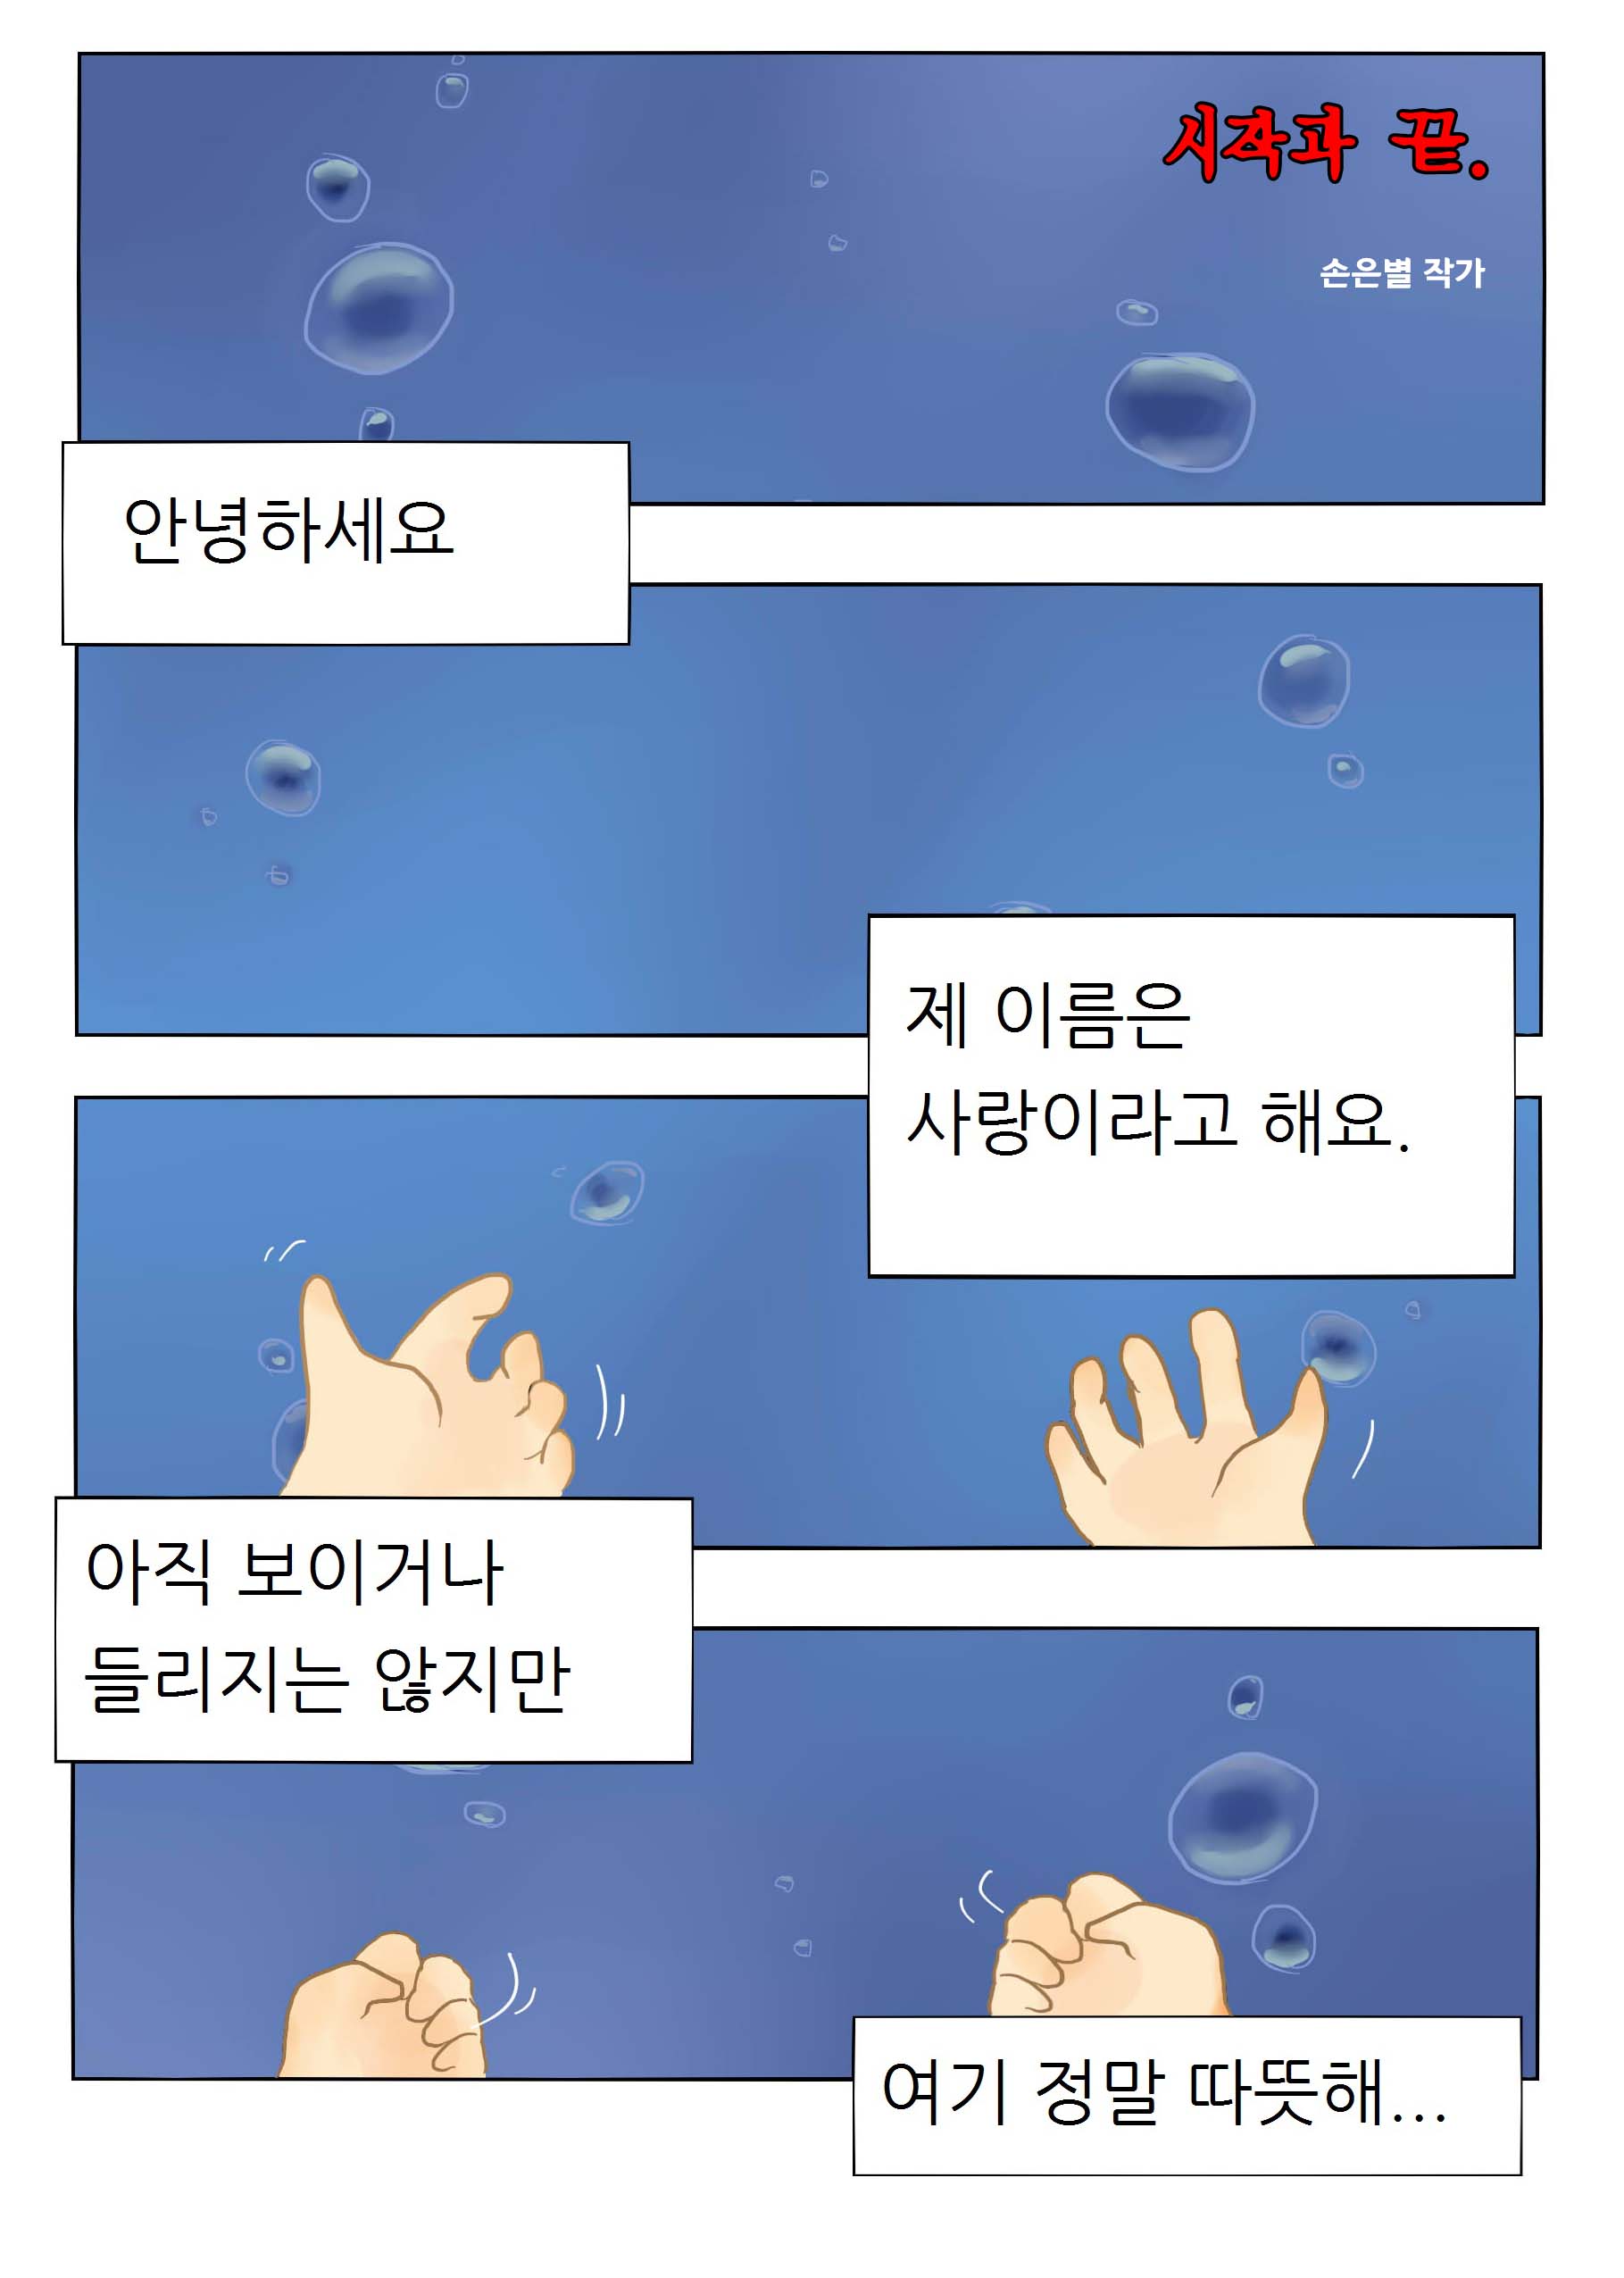 시작과 끝.
손은별 작가
안녕하세요
제 이름은
사랑이라고 해요.
아직 보이거나
들리지는 않지만
여기 정말 따뜻해...